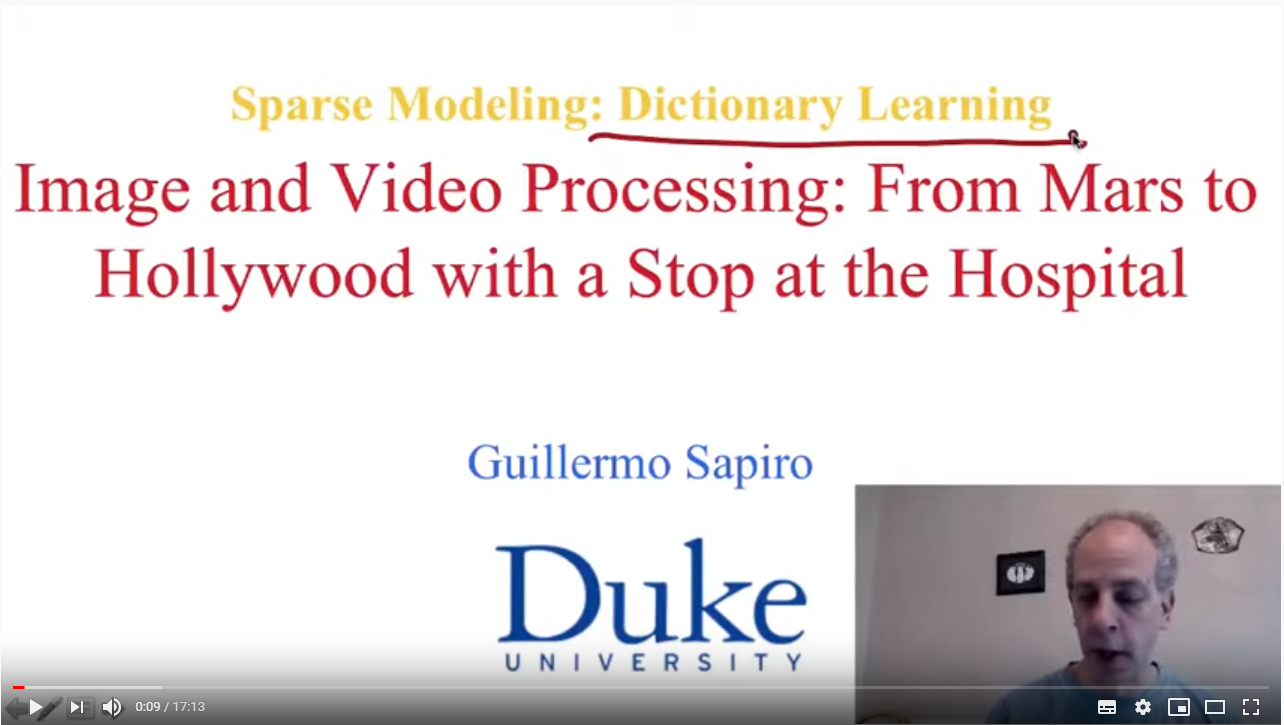 Sparse Modeling: Dictionary Learning
Image and Video Processing: From Mars to
Hollywood with a Stop at the Hospital
Guillermo Sapiro
Duke
UNIVERSITY
0:09 / 17:13